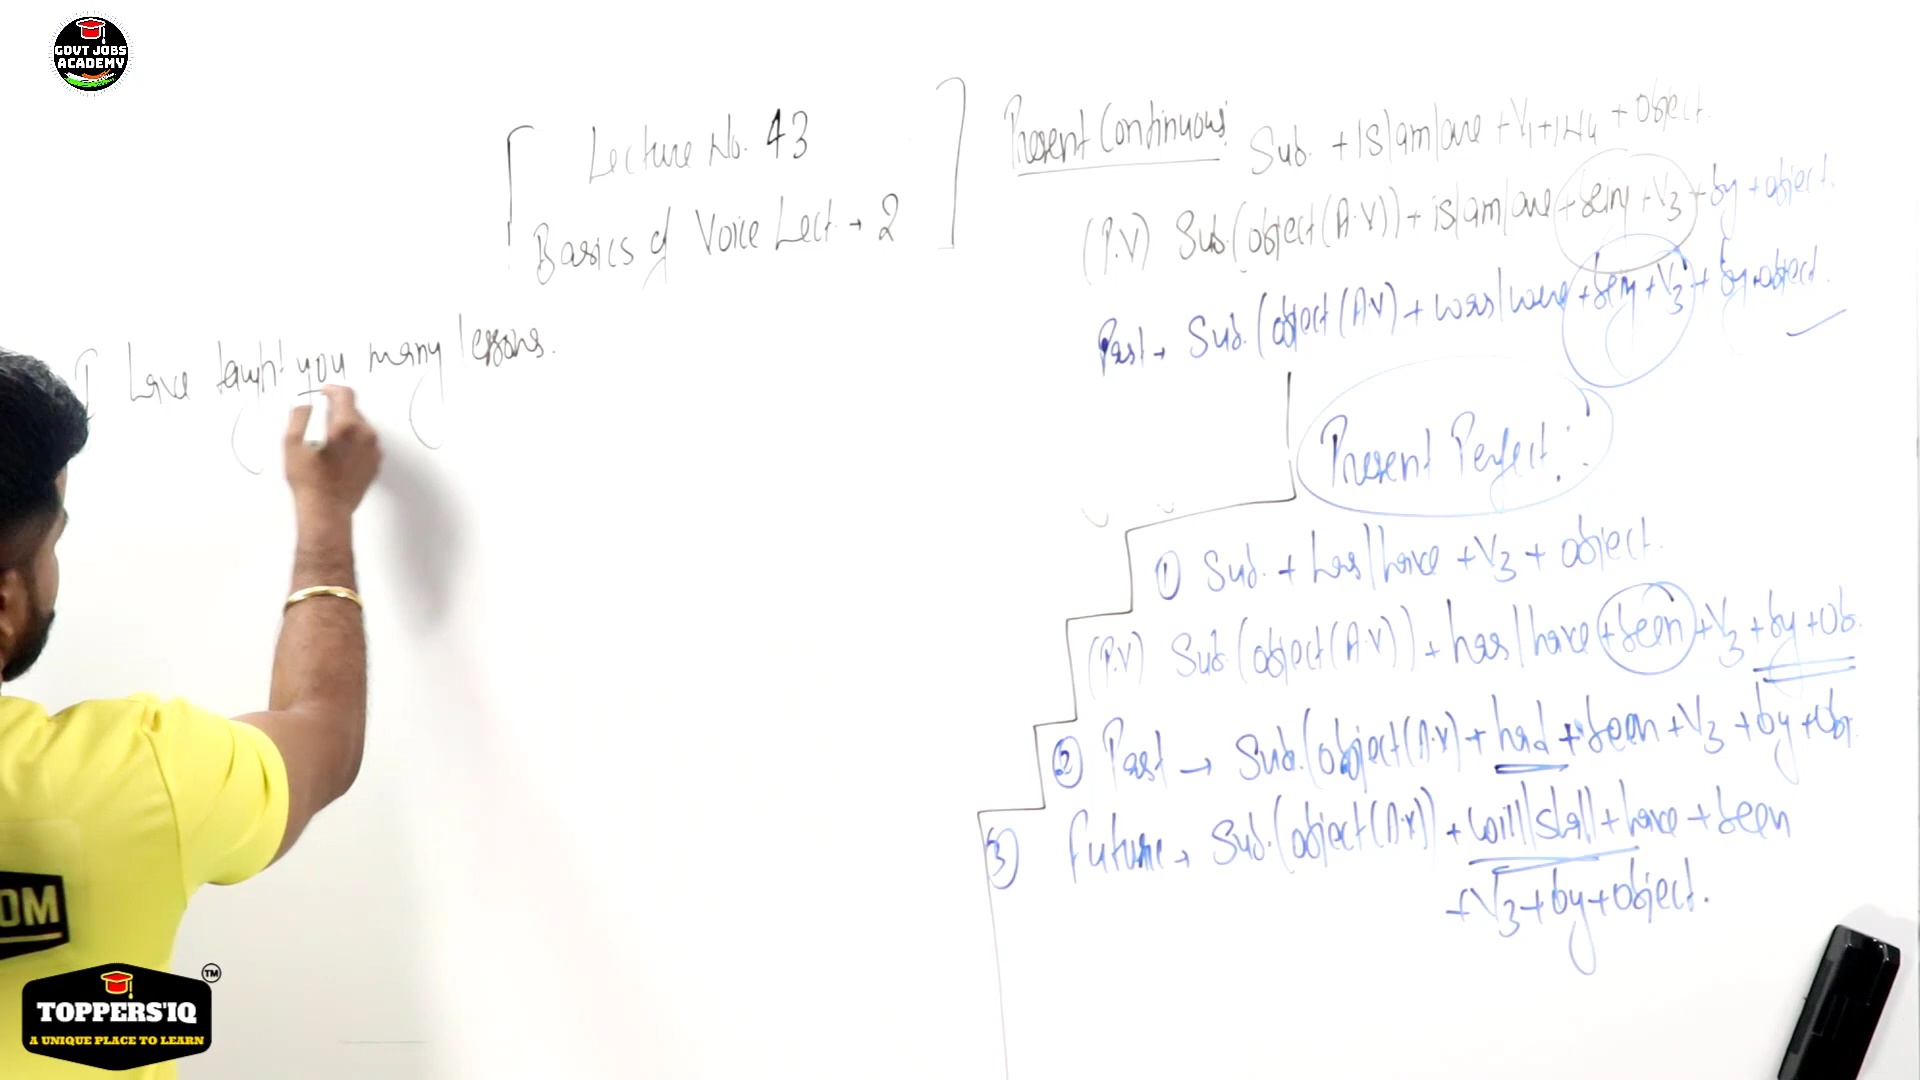 GOVT JOBS
ACADEMY
Lecture No. 43
Basics of Voice Lect → 2
I have taught you many lessons.
Present Continuous: Sub. + is|am|are + V1 + ing + object.
(P.V) Sub.(object(A.V)) + is|am|are + being + V3 + by + object.
Past → Sub.(object(A.V) + was|were + being + V3 + by + object.
Present Perfect:
① Sub. + has|have + V3 + object.
(P.V) Sub.(object(A.V)) + has|have + been + V3 + by + Ob.
② Past → Sub.(object(A.V) + had + been + V3 + by + Obj.
③ Future → Sub.(object(A.V)) + will|shall + have + been
+ V3 + by + object.
OM
TM
TOPPERS'IQ
A UNIQUE PLACE TO LEARN